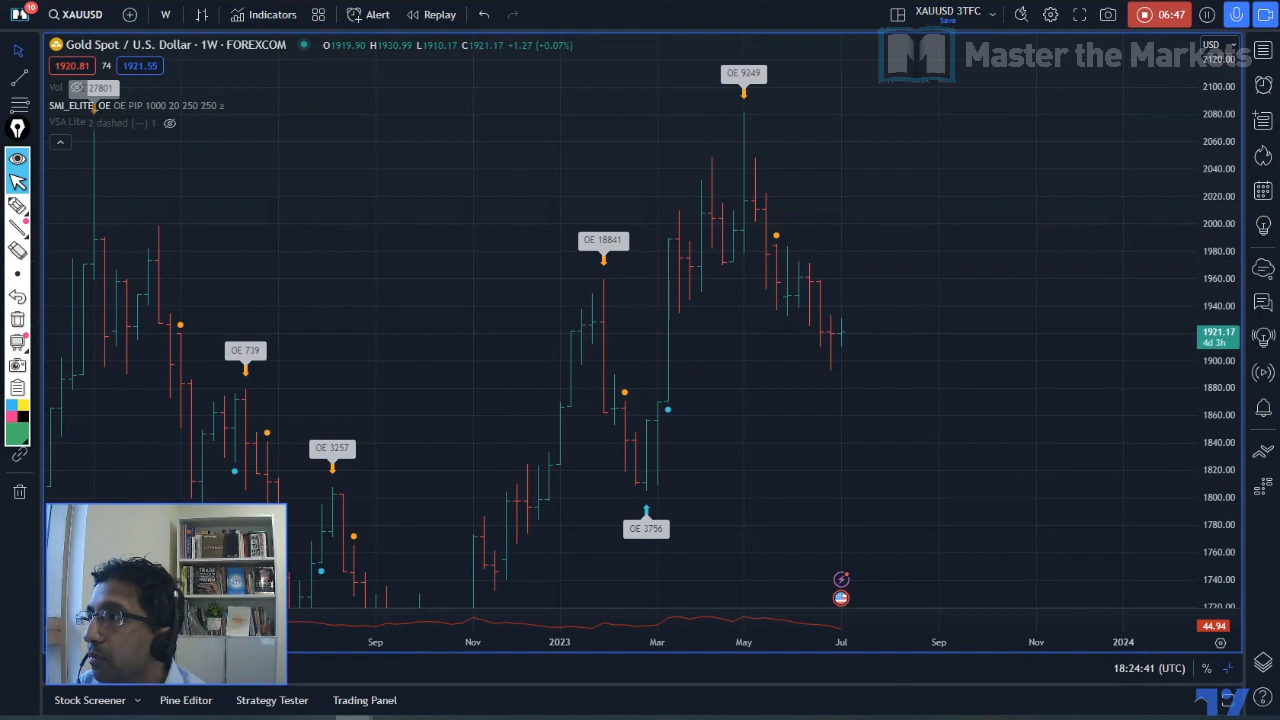 10
XAUUSD
W
Indicators
Alert
Replay
XAUUSD 3TFC
Save
06:47
Gold Spot / U.S. Dollar · 1W · FOREXCOM
O1919.90 H1930.99 L1910.17 C1921.17 +1.27 (+0.07%)
Master the Markets
USD
1920.81
74
1921.55
Vol
27801
SMI_ELITE_OE OE PIP 1000 20 250 250 ≥
VSA Lite 2 dashed (---) 1
OE 9249
OE 18841
OE 739
OE 3257
OE 3756
2120.00
2100.00
2080.00
2060.00
2040.00
2020.00
2000.00
1980.00
1960.00
1940.00
1921.17
4d 3h
1900.00
1880.00
1860.00
1840.00
1820.00
1800.00
1780.00
1760.00
1740.00
1720.00
44.94
Sep
Nov
2023
Mar
May
Jul
Sep
Nov
2024
18:24:41 (UTC)
%
Stock Screener
Pine Editor
Strategy Tester
Trading Panel